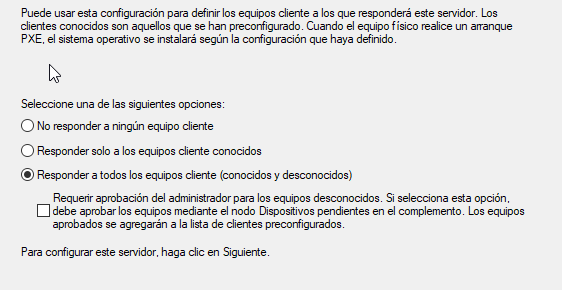 Puede usar esta configuración para definir los equipos cliente a los que responderá este servidor. Los
clientes conocidos son aquellos que se han preconfigurado. Cuando el equipo físico realice un arranque
PXE, el sistema operativo se instalará según la configuración que haya definido.
Seleccione una de las siguientes opciones:
No responder a ningún equipo cliente
Responder solo a los equipos cliente conocidos
Responder a todos los equipos cliente (conocidos y desconocidos)
Requerir aprobación del administrador para los equipos desconocidos. Si selecciona esta opción,
debe aprobar los equipos mediante el nodo Dispositivos pendientes en el complemento. Los equipos
aprobados se agregarán a la lista de clientes preconfigurados.
Para configurar este servidor, haga clic en Siguiente.